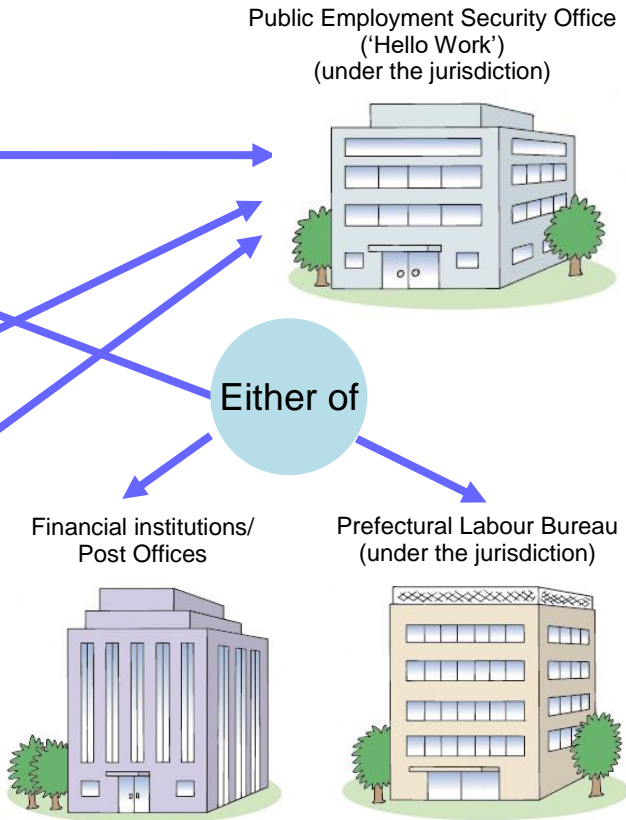 Public Employment Security Office
(‘Hello Work’)
(under the jurisdiction)
Either of
Financial institutions/
Post Offices
Prefectural Labour Bureau
(under the jurisdiction)